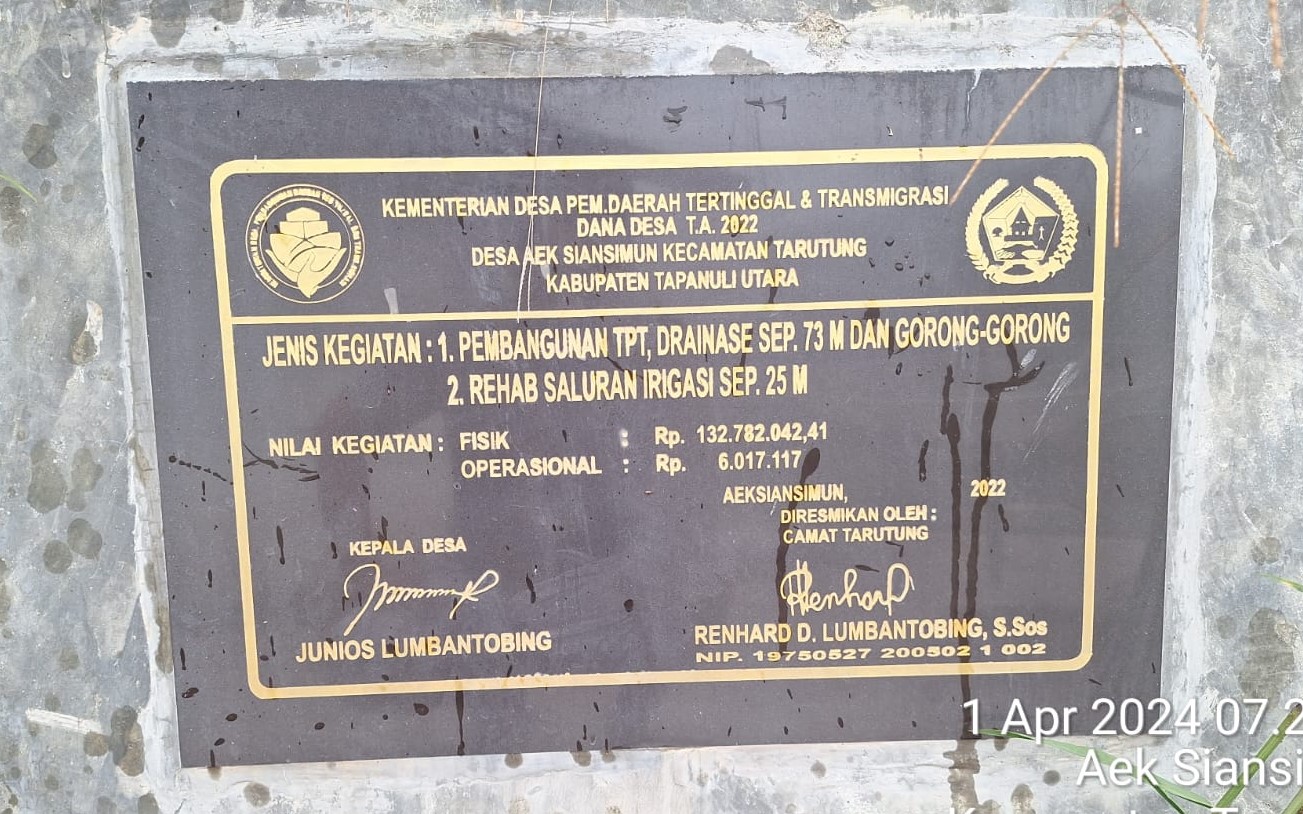 KEMENTERIAN DESA PEM.DAERAH TERTINGGAL & TRANSMIGRASI
DANA DESA T.A. 2022
DESA AEK SIANSIMUN KECAMATAN TARUTUNG
KABUPATEN TAPANULI UTARA
JENIS KEGIATAN : 1. PEMBANGUNAN TPT, DRAINASE SEP. 73 M DAN GORONG-GORONG
2. REHAB SALURAN IRIGASI SEP. 25 M
NILAI KEGIATAN : FISIK : Rp. 132.782.042,41
OPERASIONAL : Rp. 6.017.117
AEKSIANSIMUN, 2022
DIRESMIKAN OLEH :
CAMAT TARUTUNG
KEPALA DESA
Renhard
JUNIOS LUMBANTOBING
RENHARD D. LUMBANTOBING, S.Sos
NIP. 19750527 200502 1 002
1 Apr 2024 07.2
Aek Siansi